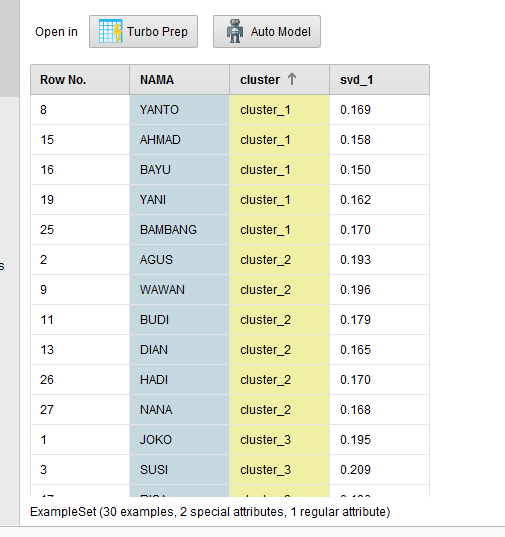 Open in Turbo Prep Auto Model
Row No. NAMA cluster svd_1
8 YANTO cluster_1 0.169
15 AHMAD cluster_1 0.158
16 BAYU cluster_1 0.150
19 YANI cluster_1 0.162
25 BAMBANG cluster_1 0.170
2 AGUS cluster_2 0.193
9 WAWAN cluster_2 0.196
11 BUDI cluster_2 0.179
13 DIAN cluster_2 0.165
26 HADI cluster_2 0.170
27 NANA cluster_2 0.168
1 JOKO cluster_3 0.195
3 SUSI cluster_3 0.209
s
ExampleSet (30 examples, 2 special attributes, 1 regular attribute)